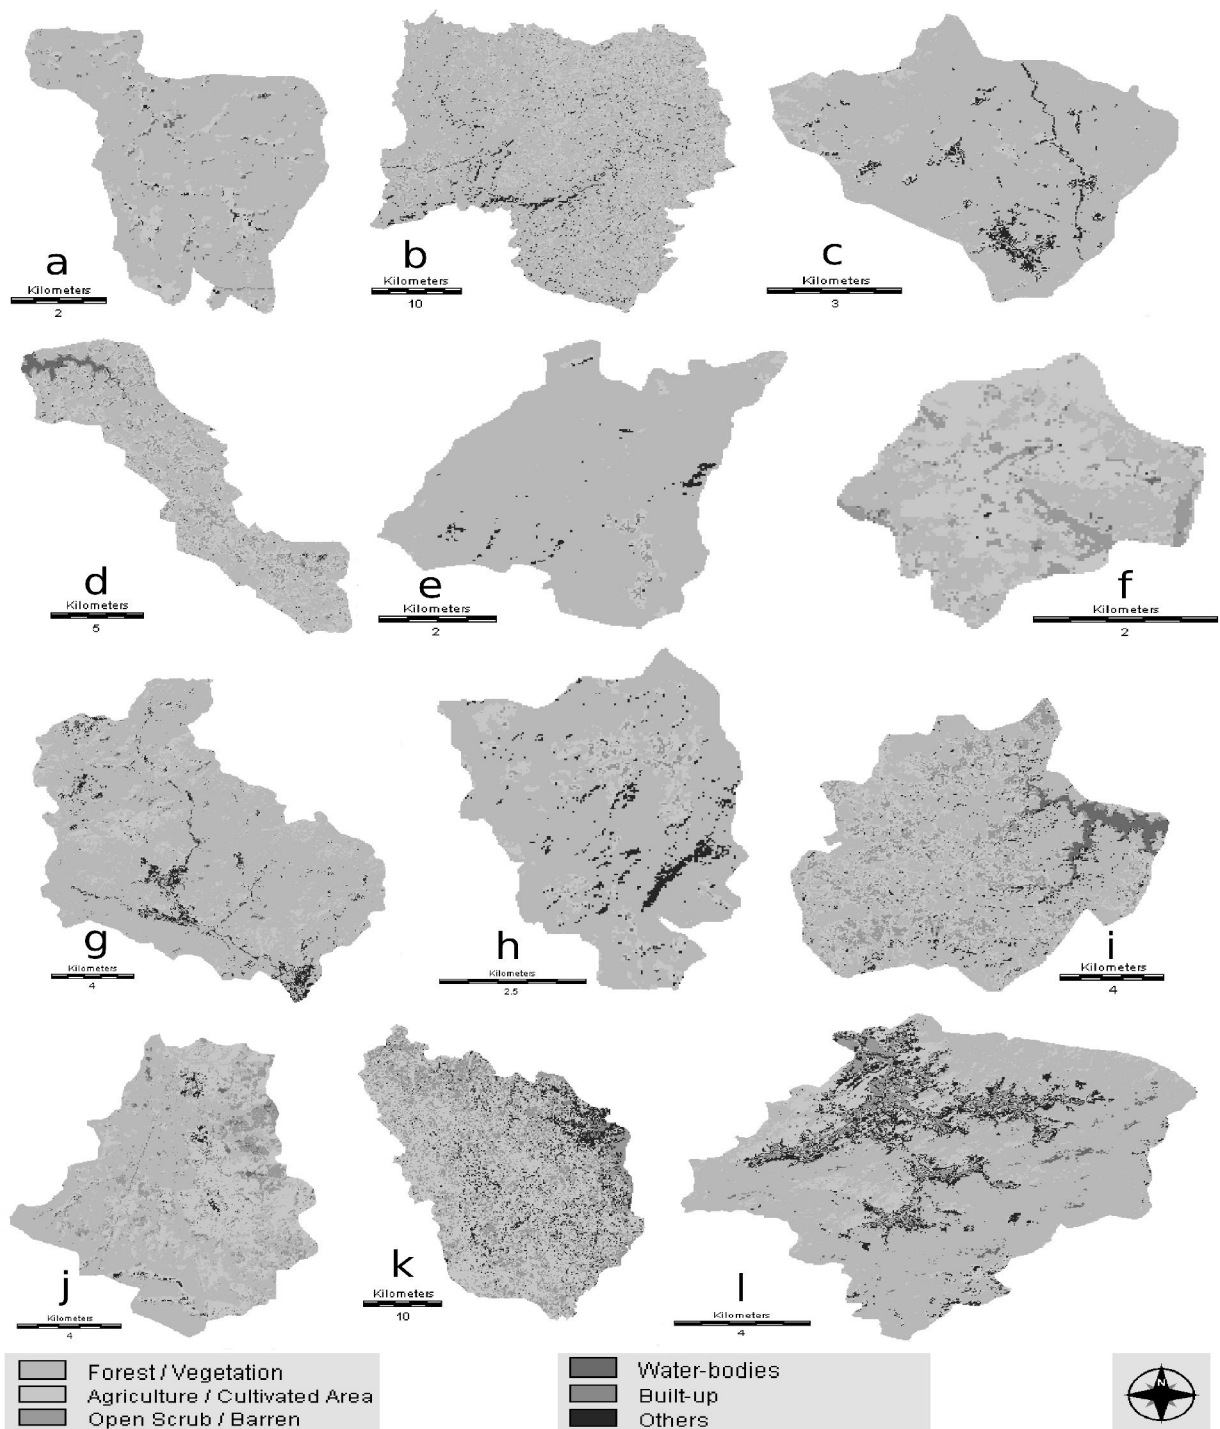 a
Kilometers
2
b
Kilometers
10
c
Kilometers
3
d
Kilometers
5
e
Kilometers
2
f
Kilometers
2
g
Kilometers
4
h
Kilometers
2.5
i
Kilometers
4
j
Kilometers
4
k
Kilometers
10
l
Kilometers
4
Forest / Vegetation
Agriculture / Cultivated Area
Open Scrub / Barren
Water-bodies
Built-up
Others
N